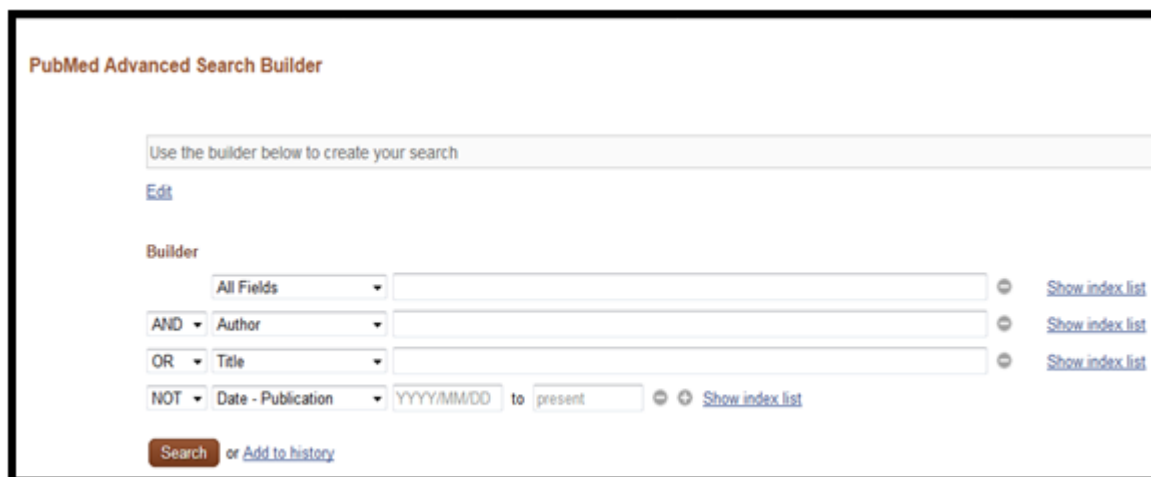 PubMed Advanced Search Builder
Use the builder below to create your search
Edit
Builder
All Fields Show index list
AND Author Show index list
OR Title Show index list
NOT Date - Publication YYYY/MM/DD to present Show index list
Search or Add to history